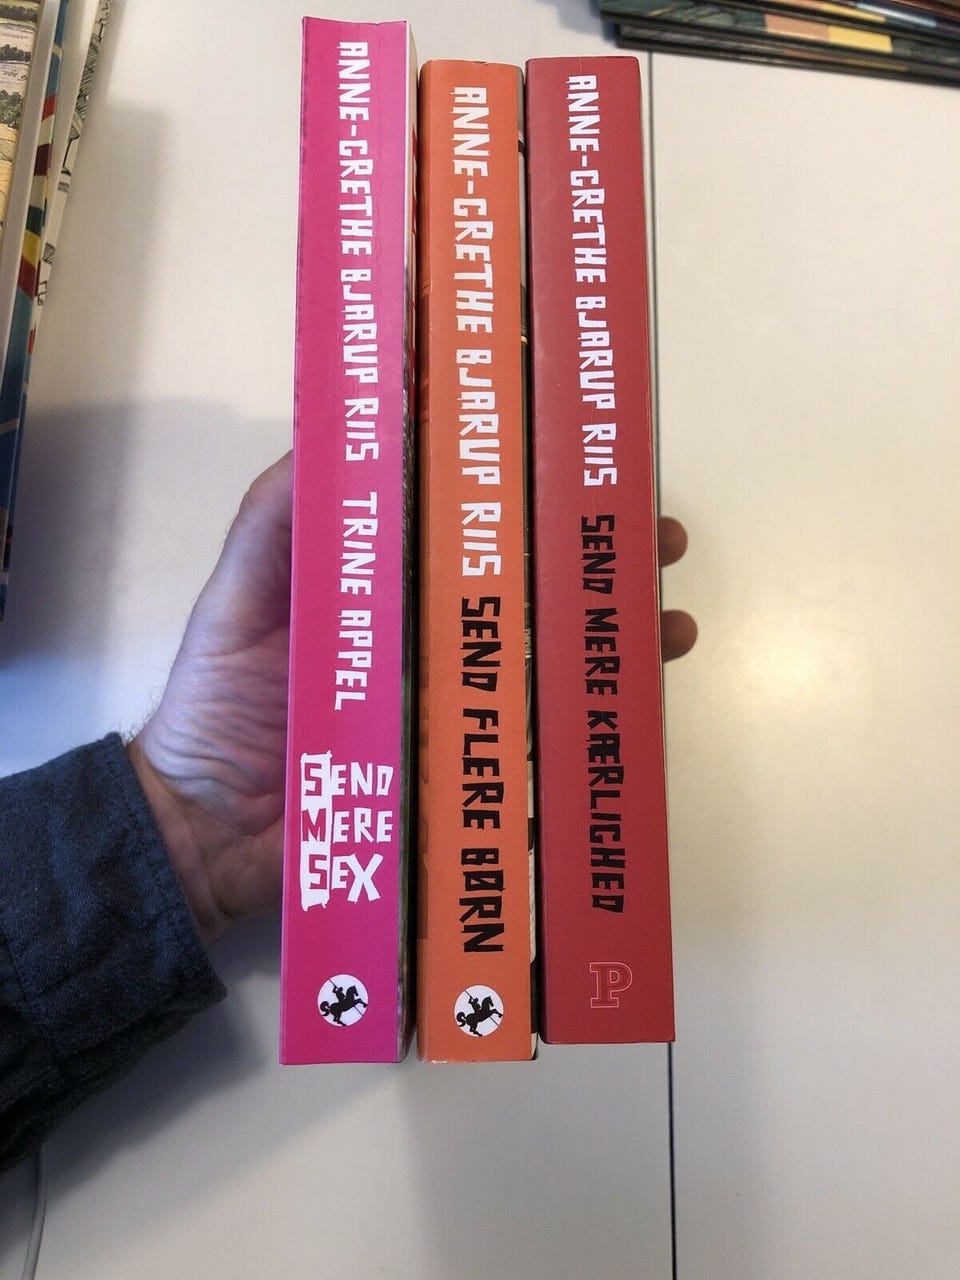 ANNE-GRETHE BJARUP RIIS TRINE APPEL
SEND
MERE
SEX
ANNE-GRETHE BJARUP RIIS SEND FLERE BØRN
ANNE-GRETHE BJARUP RIIS SEND MERE KÆRLIGHED
P